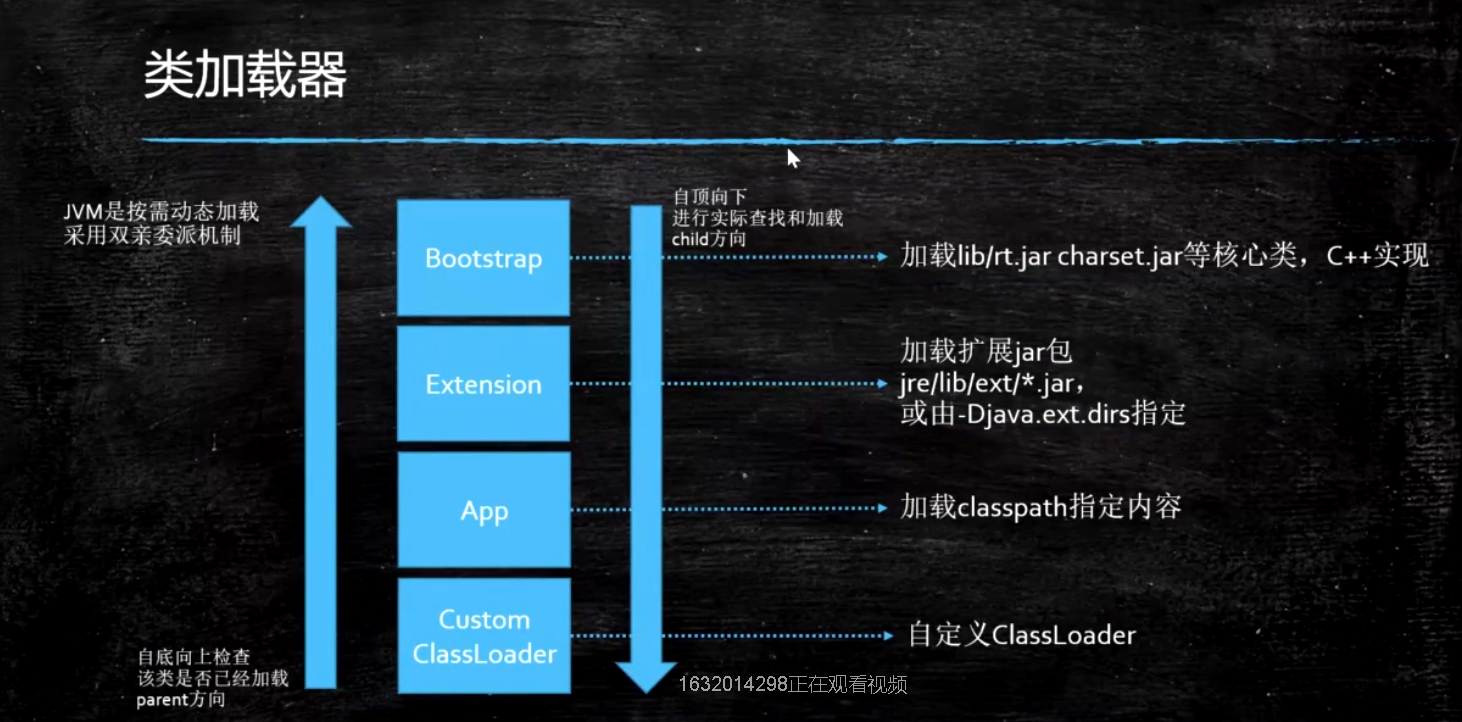 类加载器
JVM是按需动态加载
采用双亲委派机制
自顶向下
进行实际查找和加载
child方向
Bootstrap
加载lib/rt.jar charset.jar等核心类，C++实现
Extension
加载扩展jar包
jre/lib/ext/*.jar，
或由-Djava.ext.dirs指定
App
加载classpath指定内容
Custom
ClassLoader
自定义ClassLoader
自底向上检查
该类是否已经加载
parent方向
1632014298正在观看视频